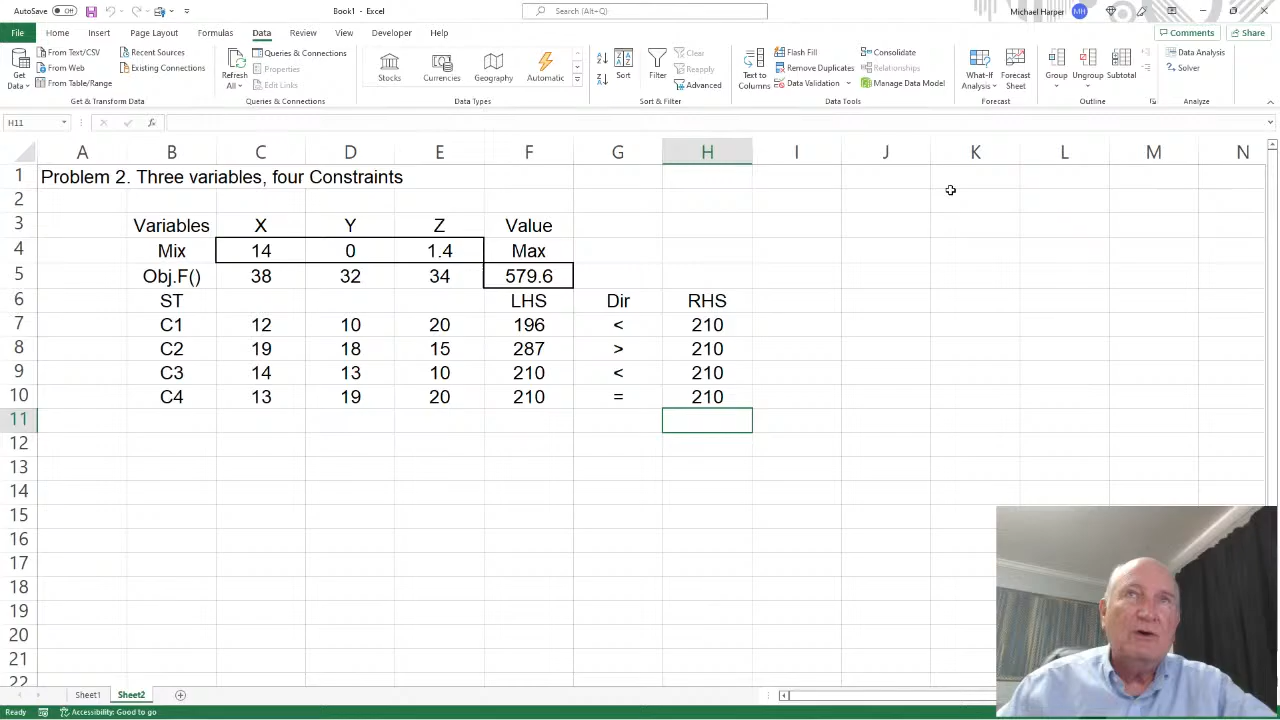 AutoSave Off Book1 - Excel Search (Alt+Q) Michael Harper MH
File Home Insert Page Layout Formulas Data Review View Developer Help Comments Share
Get Data From Text/CSV From Web From Table/Range Recent Sources Existing Connections
Refresh All Queries & Connections Properties Edit Links
Stocks Currencies Geography Automatic
Sort Filter Clear Reapply Advanced
Text to Columns Flash Fill Remove Duplicates Data Validation Consolidate Relationships Manage Data Model
What-If Analysis Forecast Sheet Group Ungroup Subtotal Data Analysis Solver
Get & Transform Data Queries & Connections Data Types Sort & Filter Data Tools Forecast Outline Analyze
H11 fx
A B C D E F G H I J K L M N
1 Problem 2. Three variables, four Constraints
2
3 Variables X Y Z Value
4 Mix 14 0 1.4 Max
5 Obj.F() 38 32 34 579.6
6 ST LHS Dir RHS
7 C1 12 10 20 196 < 210
8 C2 19 18 15 287 > 210
9 C3 14 13 10 210 < 210
10 C4 13 19 20 210 = 210
11
12
13
14
15
16
17
18
19
20
21
22
Sheet1 Sheet2
Ready Accessibility: Good to go